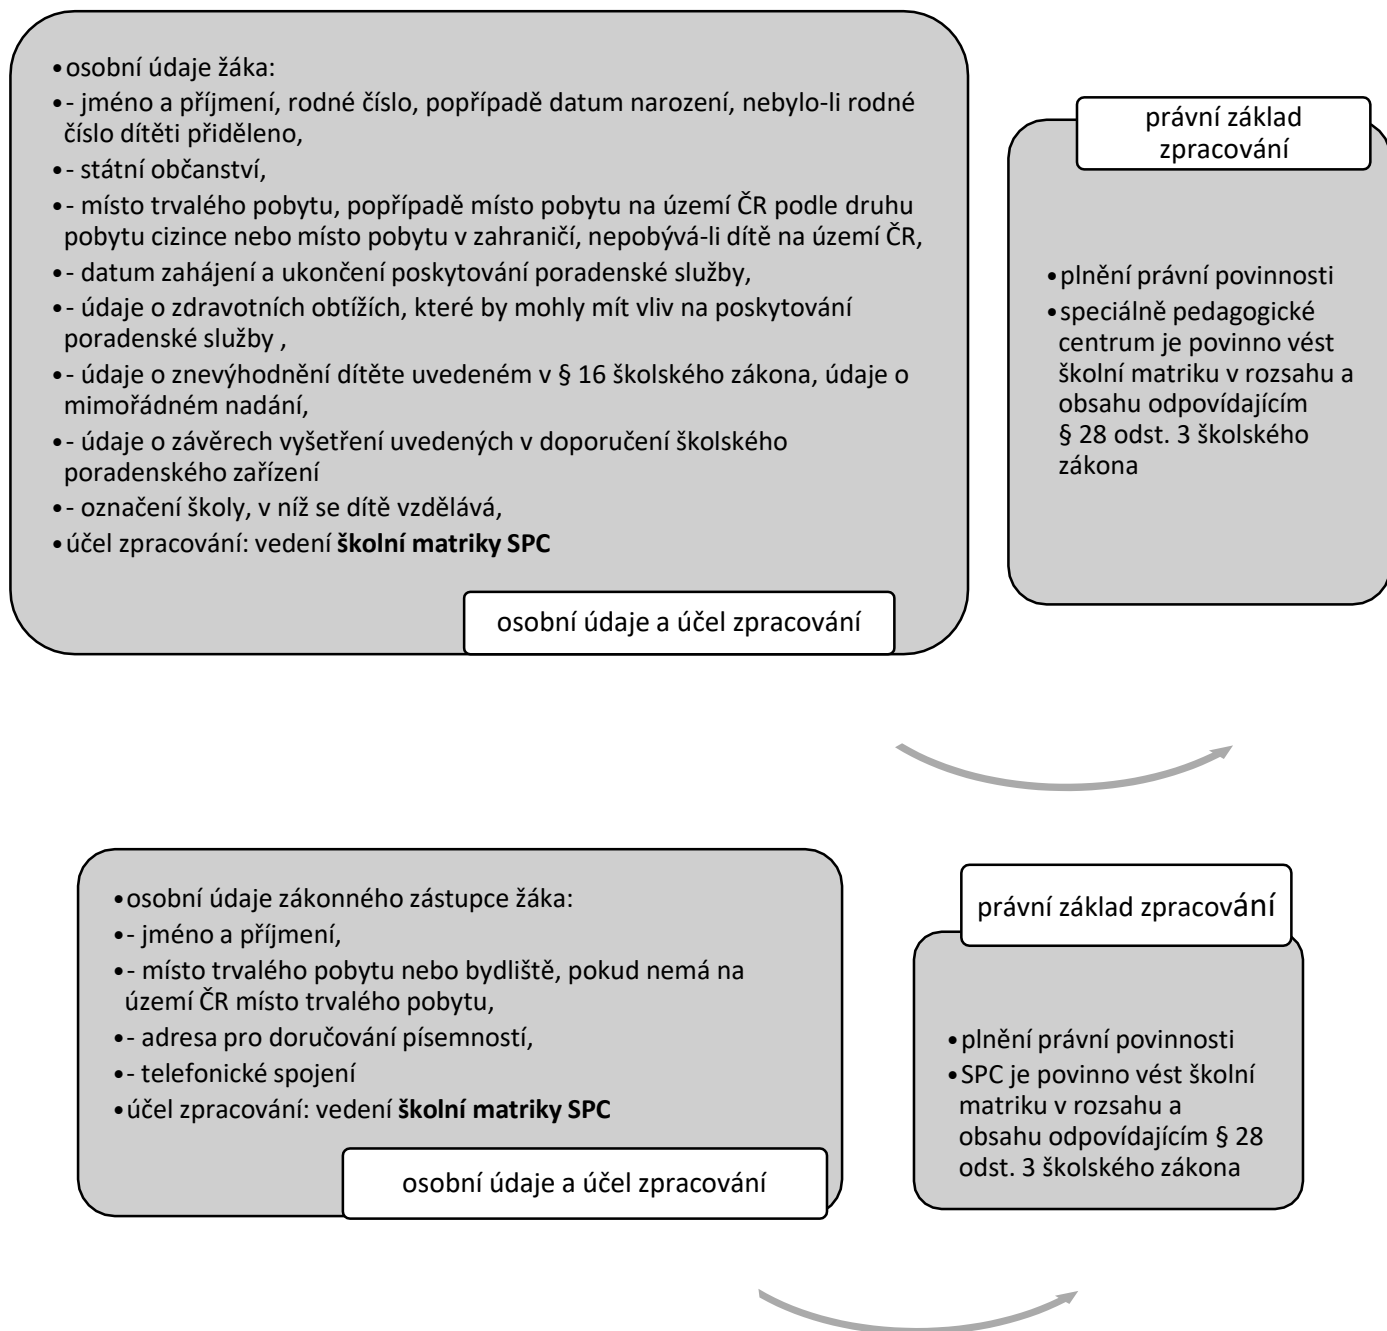 •osobní údaje žáka:
•- jméno a příjmení, rodné číslo, popřípadě datum narození, nebylo-li rodné
číslo dítěti přiděleno,
•- státní občanství,
•- místo trvalého pobytu, popřípadě místo pobytu na území ČR podle druhu
pobytu cizince nebo místo pobytu v zahraničí, nepobývá-li dítě na území ČR,
•- datum zahájení a ukončení poskytování poradenské služby,
•- údaje o zdravotních obtížích, které by mohly mít vliv na poskytování
poradenské služby ,
•- údaje o znevýhodnění dítěte uvedeném v § 16 školského zákona, údaje o
mimořádném nadání,
•- údaje o závěrech vyšetření uvedených v doporučení školského
poradenského zařízení
•- označení školy, v níž se dítě vzdělává,
•účel zpracování: vedení školní matriky SPC
osobní údaje a účel zpracování
právní základ
zpracování
•plnění právní povinnosti
•speciálně pedagogické
centrum je povinno vést
školní matriku v rozsahu a
obsahu odpovídajícím
§ 28 odst. 3 školského
zákona
•osobní údaje zákonného zástupce žáka:
•- jméno a příjmení,
•- místo trvalého pobytu nebo bydliště, pokud nemá na
území ČR místo trvalého pobytu,
•- adresa pro doručování písemností,
•- telefonické spojení
•účel zpracování: vedení školní matriky SPC
osobní údaje a účel zpracování
právní základ zpracování
•plnění právní povinnosti
•SPC je povinno vést školní
matriku v rozsahu a
obsahu odpovídajícím § 28
odst. 3 školského zákona